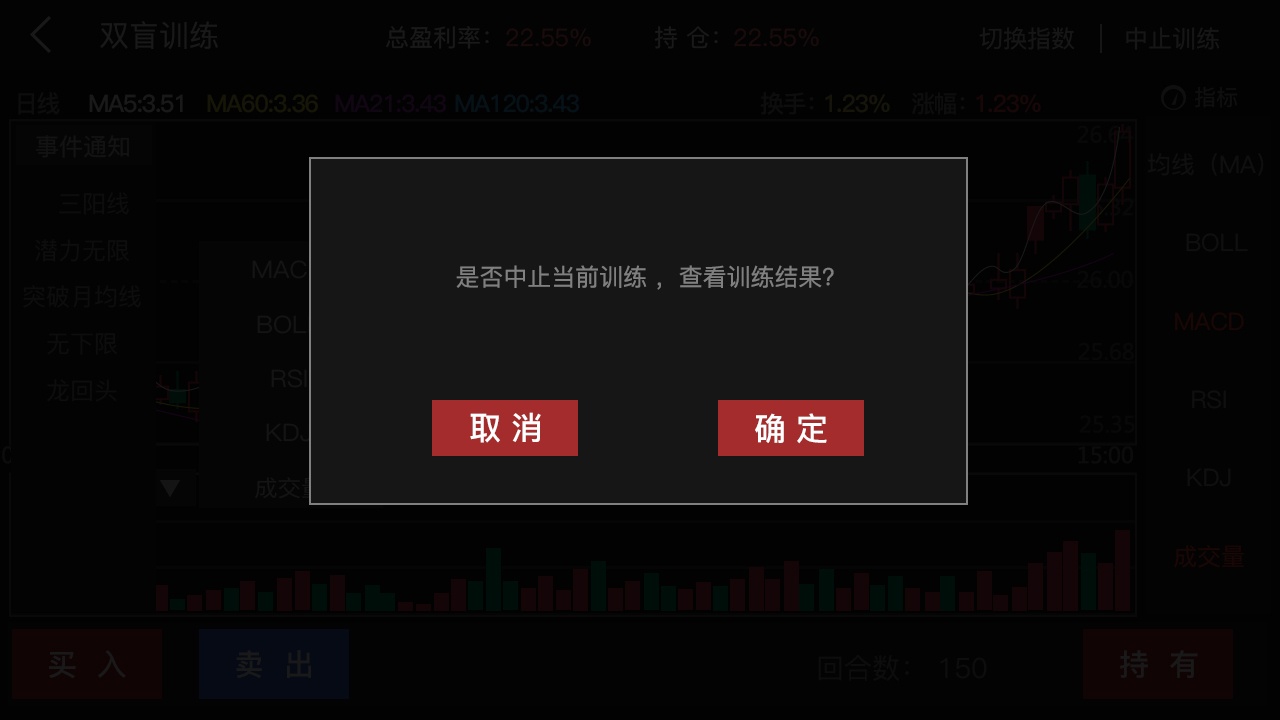 双盲训练
总盈利率：22.55%
持 仓：22.55%
切换指数
中止训练
日线 MA5:3.51 MA60:3.36 MA21:3.43 MA120:3.43
换手：1.23% 涨幅：1.23%
指标
事件通知
三阳线
潜力无限
突破月均线
无下限
龙回头
MAC
BOL
RSI
KDJ
成交量
是否中止当前训练，查看训练结果?
取 消
确 定
26.00
25.68
25.35
15:00
均线（MA）
BOLL
MACD
RSI
KDJ
成交量
买 入
卖 出
回合数： 150
持 有